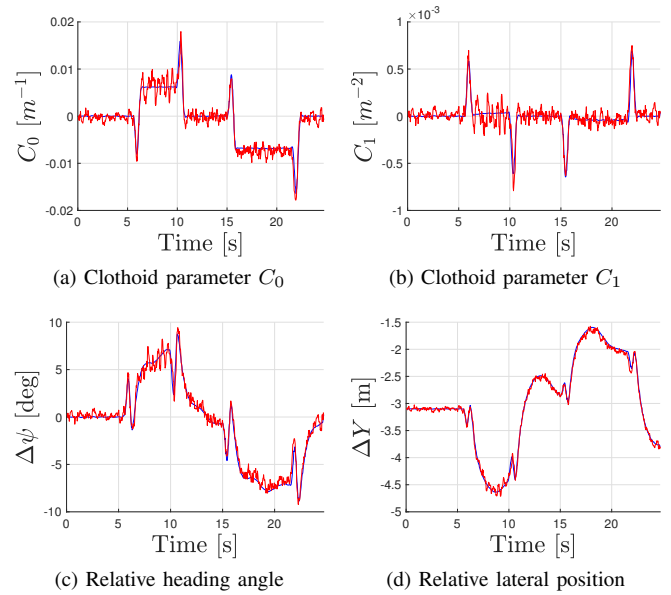 0.02
0.01
0
-0.01
-0.02
C₀ [m⁻¹]
0 5 10 15 20
Time [s]
(a) Clothoid parameter C₀
×10⁻³
1
0.5
0
-0.5
-1
C₁ [m⁻²]
0 5 10 15 20
Time [s]
(b) Clothoid parameter C₁
10
5
0
-5
-10
Δψ [deg]
0 5 10 15 20
Time [s]
(c) Relative heading angle
-1.5
-2
-2.5
-3
-3.5
-4
-4.5
-5
ΔY [m]
0 5 10 15 20
Time [s]
(d) Relative lateral position